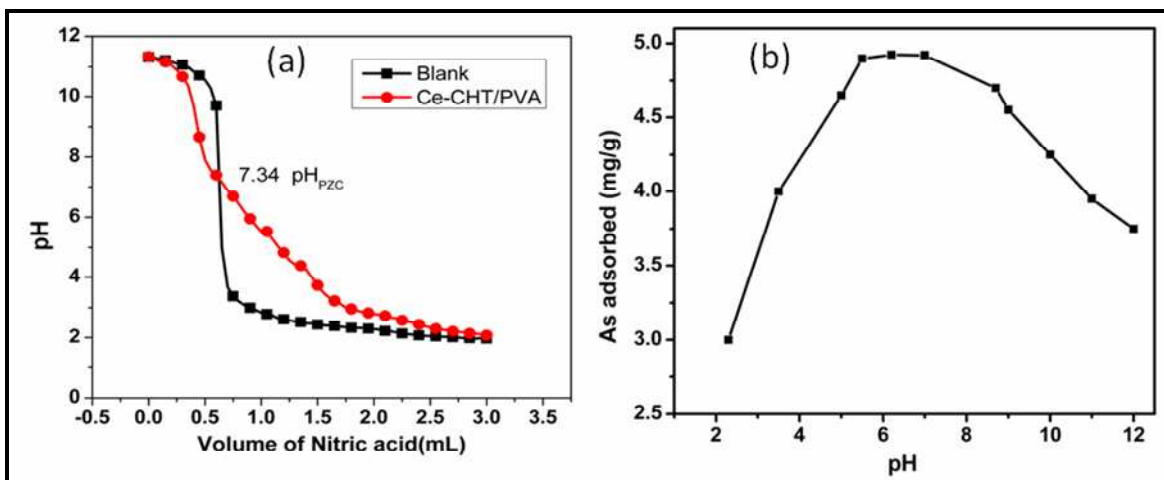 (a)
Blank
Ce-CHT/PVA
7.34 pHPZC
12
10
8
6
4
2
0
pH
-0.5 0.0 0.5 1.0 1.5 2.0 2.5 3.0 3.5
Volume of Nitric acid(mL)
(b)
5.0
4.5
4.0
3.5
3.0
2.5
As adsorbed (mg/g)
2 4 6 8 10 12
pH